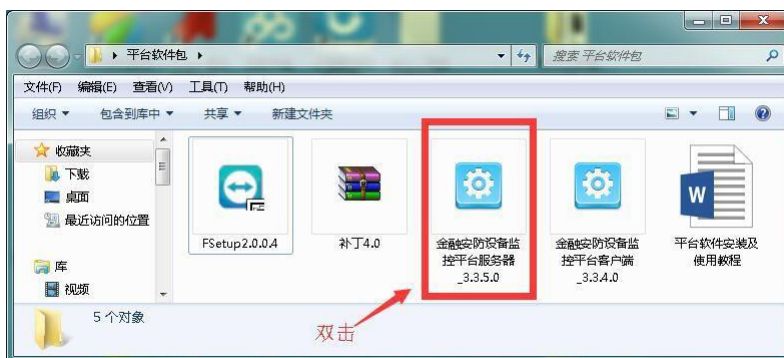 平台软件包
搜索 平台软件包
文件(F) 编辑(E) 查看(V) 工具(T) 帮助(H)
组织 包含到库中 共享 新建文件夹
收藏夹
下载
桌面
最近访问的位置
库
视频
FSetup2.0.0.4
补丁4.0
金融安防设备监
控平台服务器
_3.3.5.0
金融安防设备监
控平台客户端
_3.3.4.0
W
平台软件安装及
使用教程
5 个对象
双击